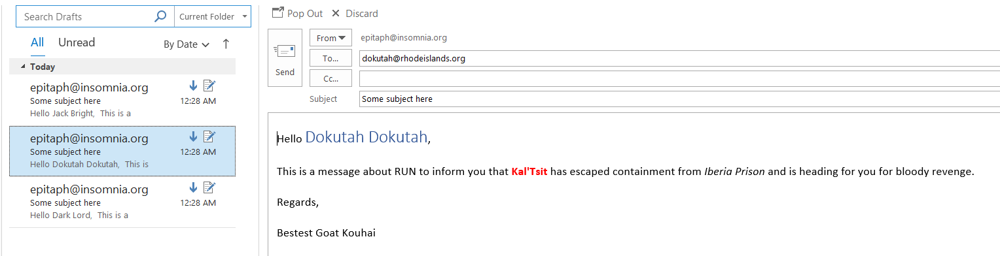 Search Drafts
Current Folder
All Unread By Date
Today
epitaph@insomnia.org
Some subject here 12:28 AM
Hello Jack Bright, This is a
epitaph@insomnia.org
Some subject here 12:28 AM
Hello Dokutah Dokutah, This is
epitaph@insomnia.org
Some subject here 12:28 AM
Hello Dark Lord, This is a
Pop Out Discard
Send
From epitaph@insomnia.org
To... dokutah@rhodeislands.org
Cc...
Subject Some subject here
Hello Dokutah Dokutah,
This is a message about RUN to inform you that Kal'Tsit has escaped containment from Iberia Prison and is heading for you for bloody revenge.
Regards,
Bestest Goat Kouhai